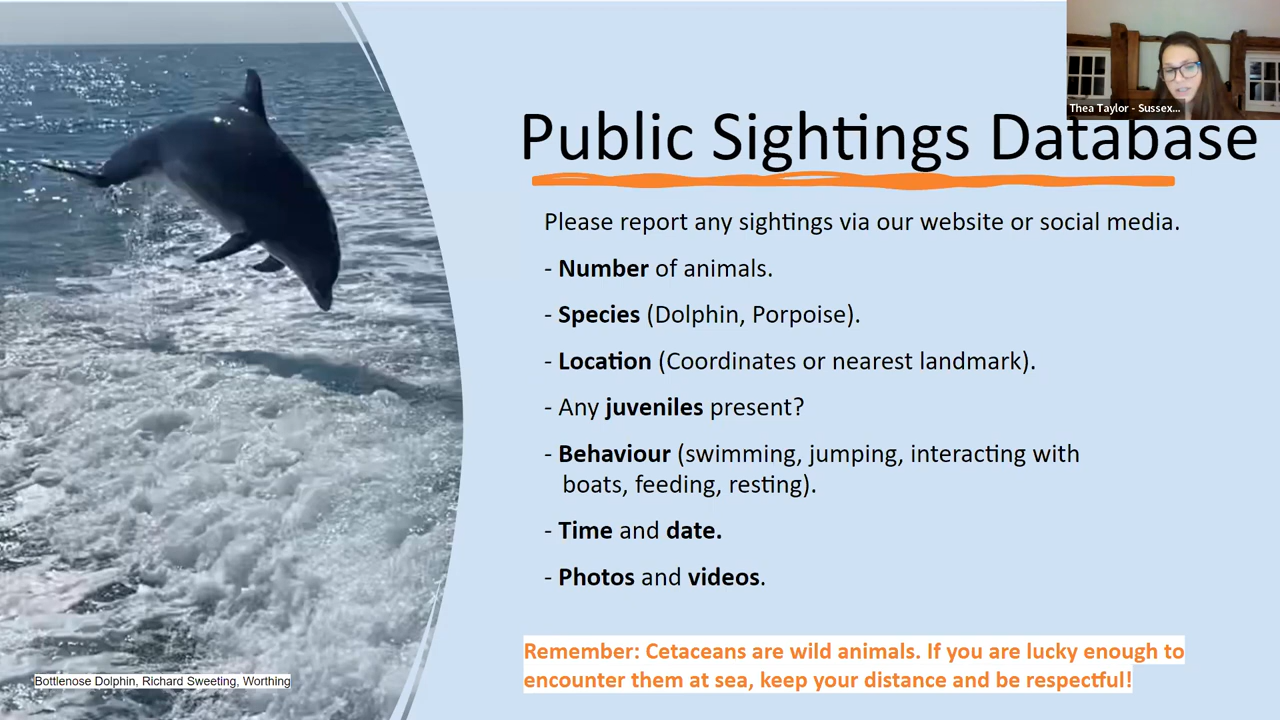 Thea Taylor - Sussex...
Public Sightings Database
Please report any sightings via our website or social media.
- Number of animals.
- Species (Dolphin, Porpoise).
- Location (Coordinates or nearest landmark).
- Any juveniles present?
- Behaviour (swimming, jumping, interacting with
boats, feeding, resting).
- Time and date.
- Photos and videos.
Remember: Cetaceans are wild animals. If you are lucky enough to
encounter them at sea, keep your distance and be respectful!
Bottlenose Dolphin, Richard Sweeting, Worthing